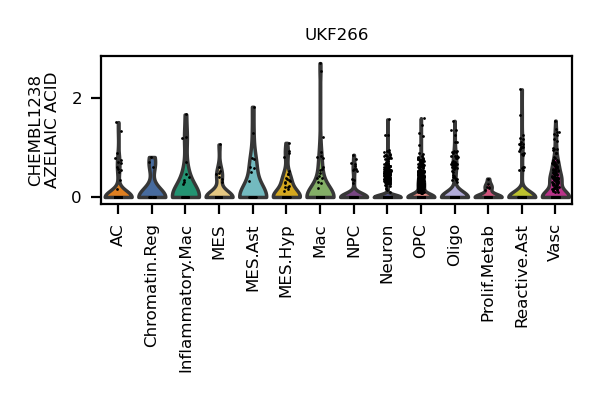 UKF266
CHEMBL1238
AZELAIC ACID
2
0
AC
Chromatin.Reg
Inflammatory.Mac
MES
MES.Ast
MES.Hyp
Mac
NPC
Neuron
OPC
Oligo
Prolif.Metab
Reactive.Ast
Vasc